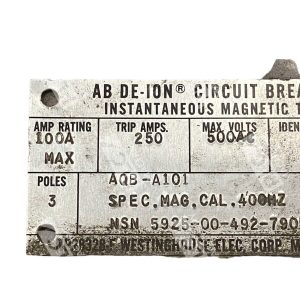 AB DE-ION® CIRCUIT BREA
INSTANTANEOUS MAGNETIC T
AMP RATING TRIP AMPS. MAX. VOLTS IDE
100A 250 500AC
MAX
POLES AQB-A101
3 SPEC,MAG,CAL,400HZ
NSN 5925-00-492-790
WESTINGHOUSE ELEC. CORP. M